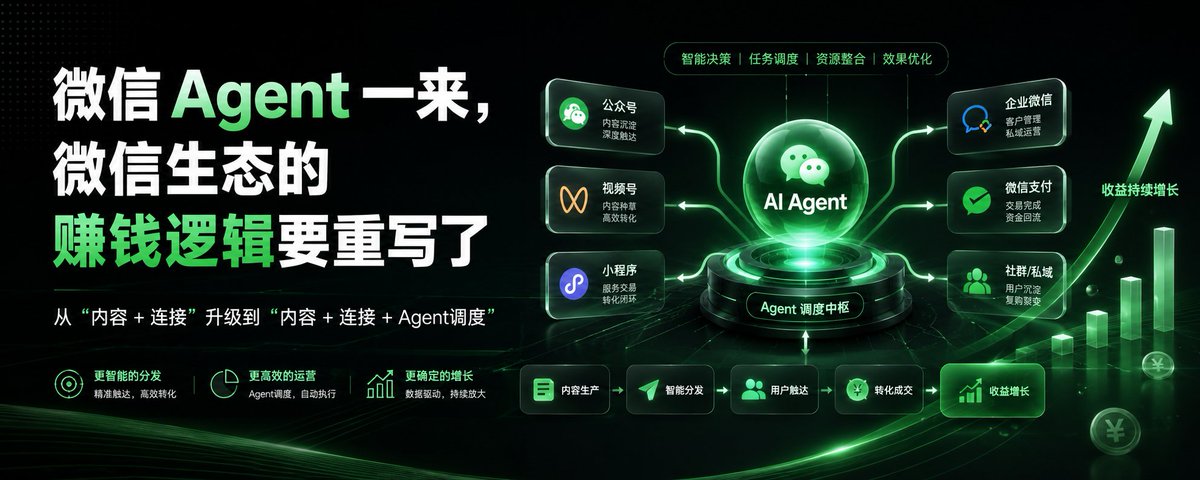 微信 Agent 一来，
微信生态的
赚钱逻辑要重写了
从 “内容 + 连接” 升级到 “内容 + 连接 + Agent调度”
更智能的分发
精准触达，高效转化
更高效的运营
Agent调度，自动执行
更确定的增长
数据驱动，持续放大
智能决策 | 任务调度 | 资源整合 | 效果优化
公众号
内容沉淀
深度触达
视频号
内容种草
高效转化
小程序
服务交易
转化闭环
AI Agent
Agent 调度中枢
企业微信
客户管理
私域运营
微信支付
交易完成
资金回流
社群/私域
用户沉淀
复购裂变
收益持续增长
内容生产
智能分发
用户触达
转化成交
收益增长
¥
¥
¥